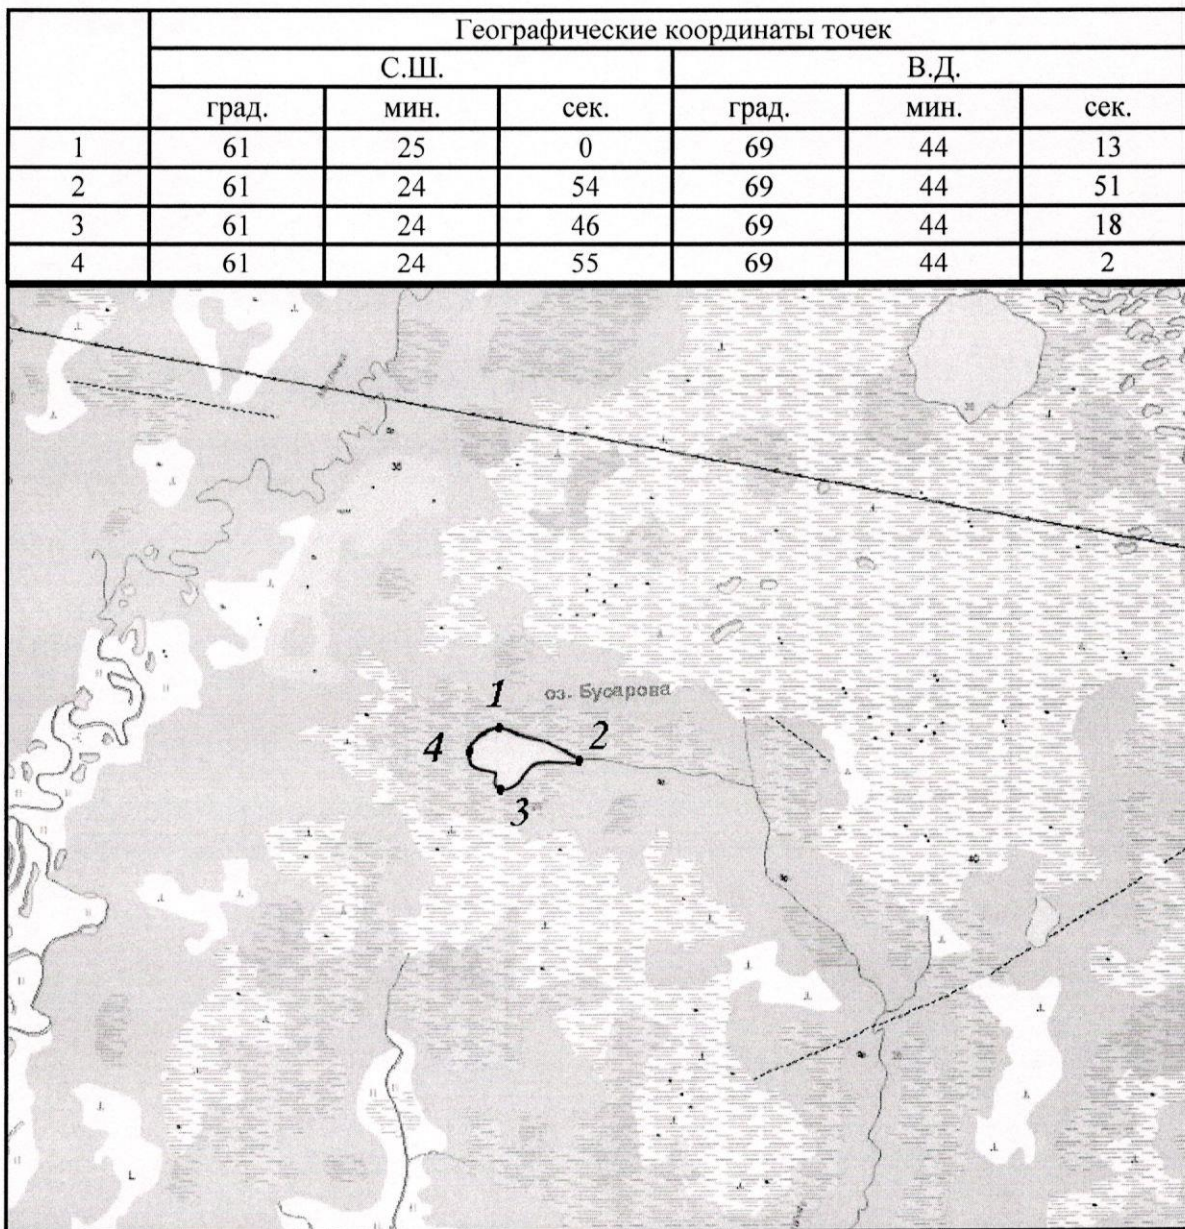 Географические координаты точек
С.Ш. В.Д.
град. мин. сек. град. мин. сек.
1 61 25 0 69 44 13
2 61 24 54 69 44 51
3 61 24 46 69 44 18
4 61 24 55 69 44 2
38
оз. Бусарова
1
2
4
3
40